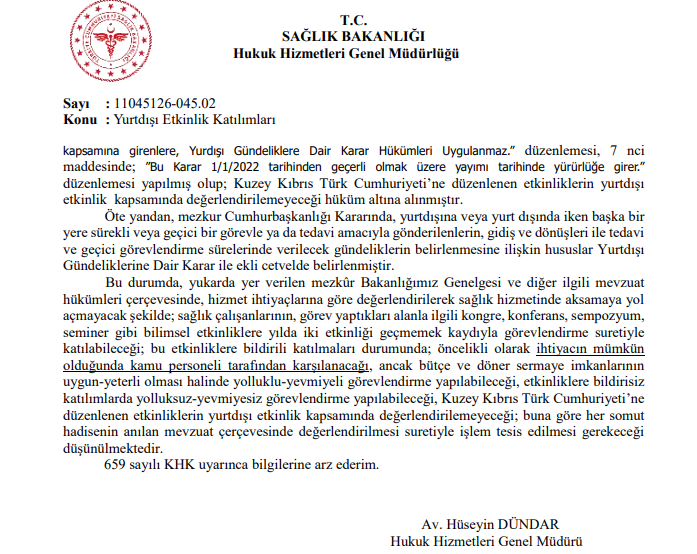 T.C.
SAĞLIK BAKANLIĞI
Hukuk Hizmetleri Genel Müdürlüğü
Sayı : 11045126-045.02
Konu : Yurtdışı Etkinlik Katılımları
kapsamına girenlere, Yurdışı Gündeliklere Dair Karar Hükümleri Uygulanmaz.” düzenlemesi, 7 nci
maddesinde; ”Bu Karar 1/1/2022 tarihinden geçerli olmak üzere yayımı tarihinde yürürlüğe girer.”
düzenlemesi yapılmış olup; Kuzey Kıbrıs Türk Cumhuriyeti’ne düzenlenen etkinliklerin yurtdışı
etkinlik kapsamında değerlendirilemeyeceği hüküm altına alınmıştır.
Öte yandan, mezkur Cumhurbaşkanlığı Kararında, yurtdışına veya yurt dışında iken başka bir
yere sürekli veya geçici bir görevle ya da tedavi amacıyla gönderilenlerin, gidiş ve dönüşleri ile tedavi
ve geçici görevlendirme sürelerinde verilecek gündeliklerin belirlenmesine ilişkin hususlar Yurtdışı
Gündeliklerine Dair Karar ile ekli cetvelde belirlenmiştir.
Bu durumda, yukarda yer verilen mezkûr Bakanlığımız Genelgesi ve diğer ilgili mevzuat
hükümleri çerçevesinde, hizmet ihtiyaçlarına göre değerlendirilerek sağlık hizmetinde aksamaya yol
açmayacak şekilde; sağlık çalışanlarının, görev yaptıkları alanla ilgili kongre, konferans, sempozyum,
seminer gibi bilimsel etkinliklere yılda iki etkinliği geçmemek kaydıyla görevlendirme suretiyle
katılabileceği; bu etkinliklere bildirili katılmaları durumunda; öncelikli olarak ihtiyacın mümkün
olduğunda kamu personeli tarafından karşılanacağı, ancak bütçe ve döner sermaye imkanlarının
uygun-yeterli olması halinde yolluklu-yevmiyeli görevlendirme yapılabileceği, etkinliklere bildirisiz
katılımlarda yolluksuz-yevmiyesiz görevlendirme yapılabileceği, Kuzey Kıbrıs Türk Cumhuriyeti’ne
düzenlenen etkinliklerin yurtdışı etkinlik kapsamında değerlendirilemeyeceği; buna göre her somut
hadisenin anılan mevzuat çerçevesinde değerlendirilmesi suretiyle işlem tesis edilmesi gerekeceği
düşünülmektedir.
659 sayılı KHK uyarınca bilgilerine arz ederim.
Av. Hüseyin DÜNDAR
Hukuk Hizmetleri Genel Müdürü